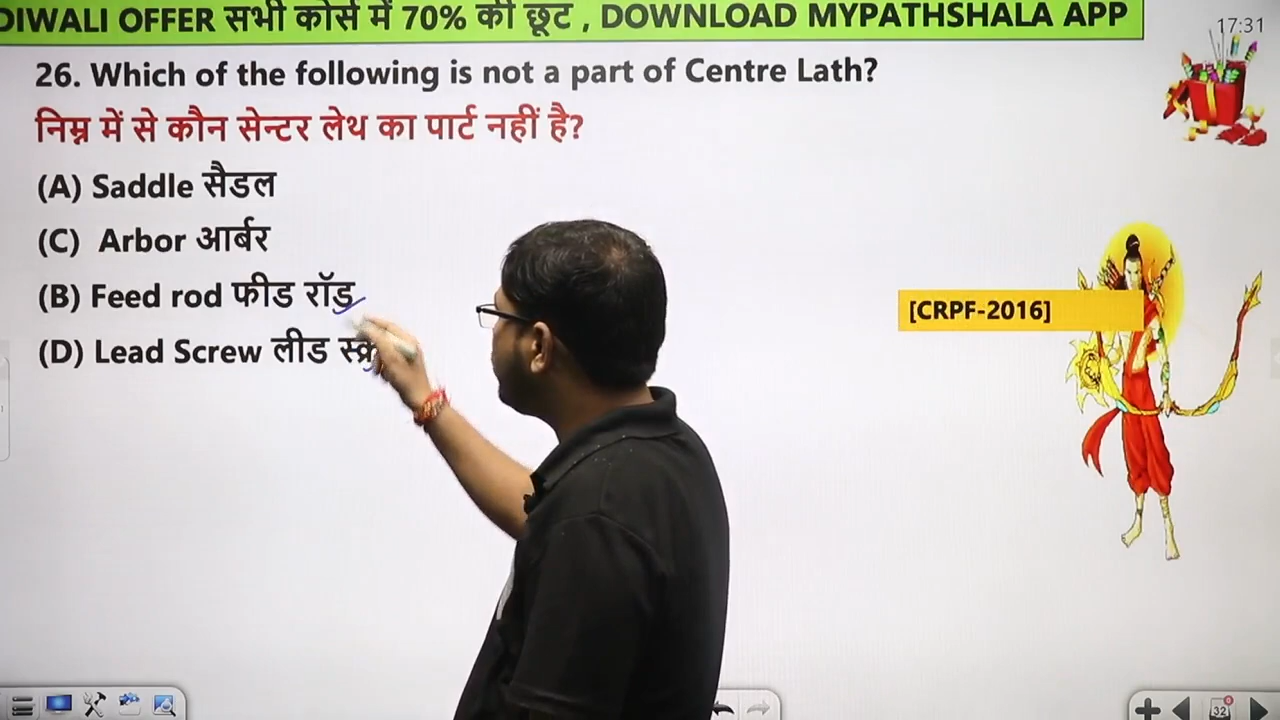 DIWALI OFFER सभी कोर्स में 70% की छूट , DOWNLOAD MYPATHSHALA APP
17:31
26. Which of the following is not a part of Centre Lath?
निम्न में से कौन सेन्टर लेथ का पार्ट नहीं है?
(A) Saddle सैडल
(C) Arbor आर्बर
(B) Feed rod फीड रॉड
[CRPF-2016]
(D) Lead Screw लीड
32